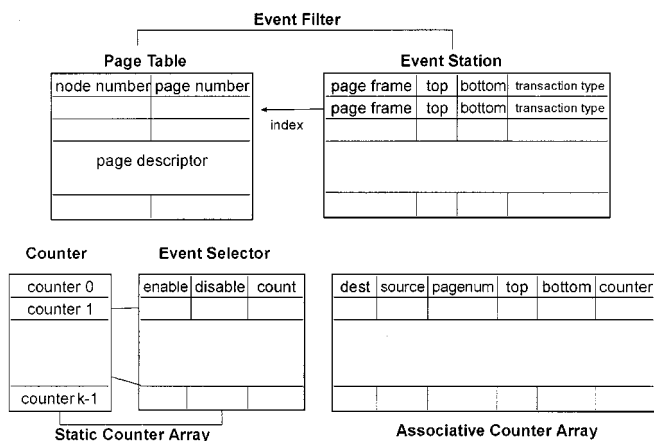 Event Filter
Page Table
Event Station
node number page number
page frame top bottom transaction type
page frame top bottom transaction type
index
page descriptor
Counter
Event Selector
counter 0
enable disable count
dest source pagenum top bottom counter
counter 1
counter k-1
Static Counter Array
Associative Counter Array